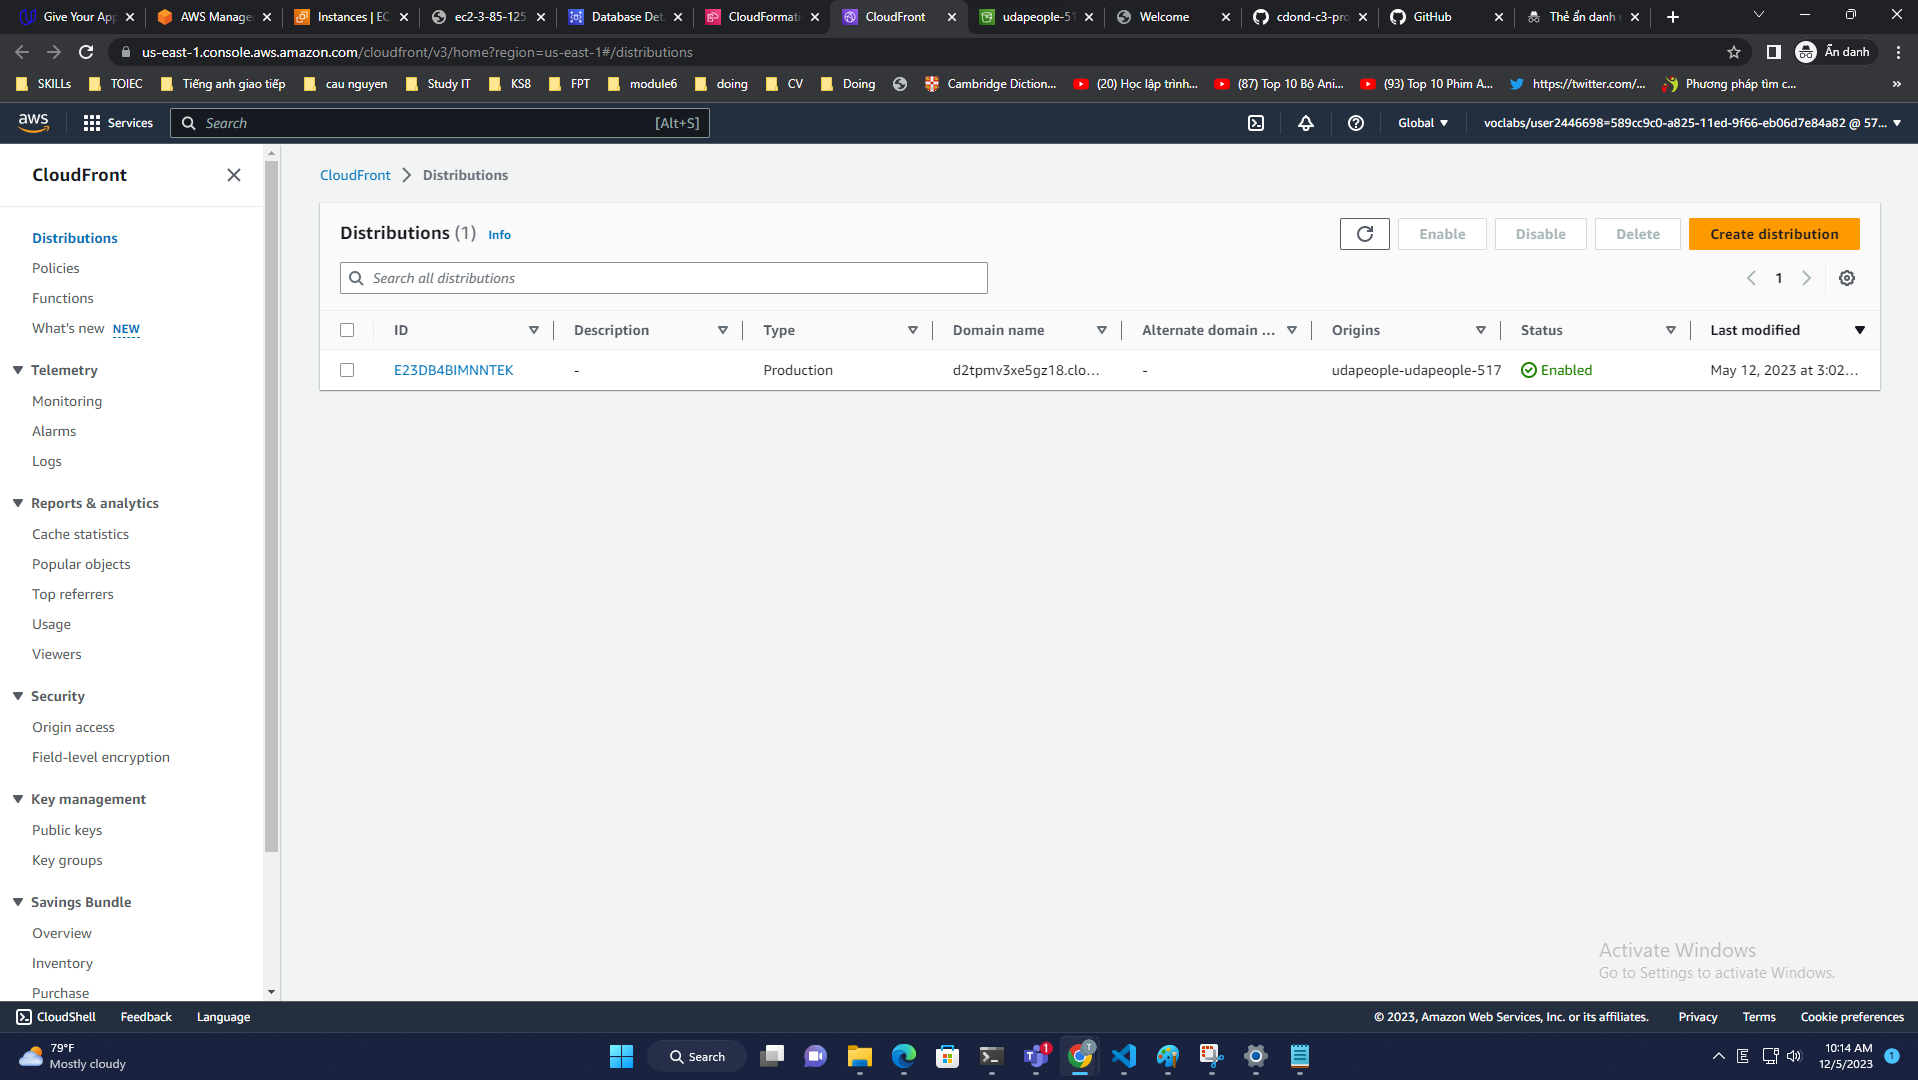 Give Your App
AWS Manage
Instances | EC
ec2-3-85-125
Database Det
CloudFormati
CloudFront
udapeople-51
Welcome
cdond-c3-pro
GitHub
Thẻ ẩn danh
us-east-1.console.aws.amazon.com/cloudfront/v3/home?region=us-east-1#/distributions
Ẩn danh
SKILLs
TOIEC
Tiếng anh giao tiếp
cau nguyen
Study IT
KS8
FPT
module6
doing
CV
Doing
Cambridge Diction...
(20) Học lập trình...
(87) Top 10 Bộ Ani...
(93) Top 10 Phim A...
https://twitter.com/...
Phương pháp tìm c...
»
aws
Services
Search
[Alt+S]
Global
voclabs/user2446698=589cc9c0-a825-11ed-9f66-eb06d7e84a82 @ 57...
CloudFront
Distributions
Policies
Functions
What's new NEW
Telemetry
Monitoring
Alarms
Logs
Reports & analytics
Cache statistics
Popular objects
Top referrers
Usage
Viewers
Security
Origin access
Field-level encryption
Key management
Public keys
Key groups
Savings Bundle
Overview
Inventory
Purchase
CloudFront > Distributions
Distributions (1) Info
Enable
Disable
Delete
Create distribution
Search all distributions
1
ID
Description
Type
Domain name
Alternate domain ...
Origins
Status
Last modified
E23DB4BIMNNTEK
-
Production
d2tpmv3xe5gz18.clo...
-
udapeople-udapeople-517
Enabled
May 12, 2023 at 3:02...
Activate Windows
Go to Settings to activate Windows.
CloudShell
Feedback
Language
© 2023, Amazon Web Services, Inc. or its affiliates.
Privacy
Terms
Cookie preferences
79°F
Mostly cloudy
Search
1
T
E
10:14 AM
12/5/2023
1